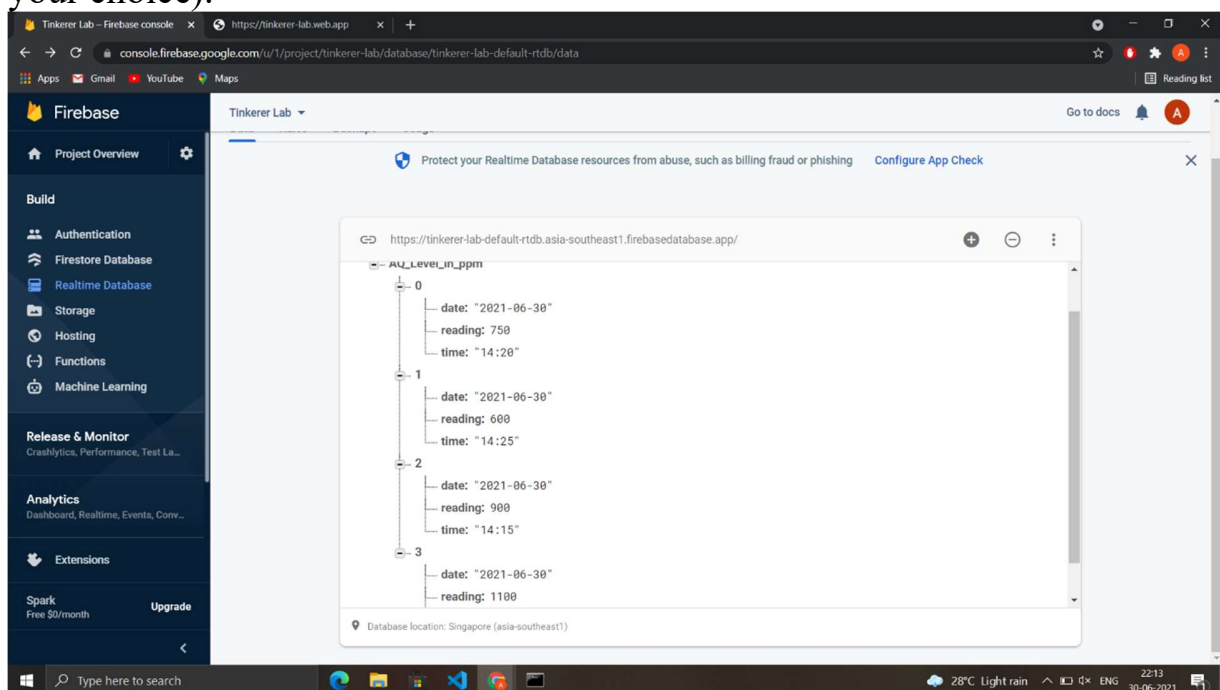 your choice).
Tinkerer Lab – Firebase console
https://tinkerer-lab.web.app
console.firebase.google.com/u/1/project/tinkerer-lab/database/tinkerer-lab-default-rtdb/data
Apps Gmail YouTube Maps Reading list
Firebase
Tinkerer Lab
Go to docs
A
Project Overview
Protect your Realtime Database resources from abuse, such as billing fraud or phishing Configure App Check
Build
Authentication
Firestore Database
Realtime Database
Storage
Hosting
Functions
Machine Learning
Release & Monitor
Crashlytics, Performance, Test La...
Analytics
Dashboard, Realtime, Events, Conv...
Extensions
Spark
Free $0/month
Upgrade
https://tinkerer-lab-default-rtdb.asia-southeast1.firebasedatabase.app/
AQ_Level_in_ppm
0
date: "2021-06-30"
reading: 750
time: "14:20"
1
date: "2021-06-30"
reading: 600
time: "14:25"
2
date: "2021-06-30"
reading: 900
time: "14:15"
3
date: "2021-06-30"
reading: 1100
Database location: Singapore (asia-southeast1)
Type here to search
28°C Light rain
ENG
22:13
30-06-2021